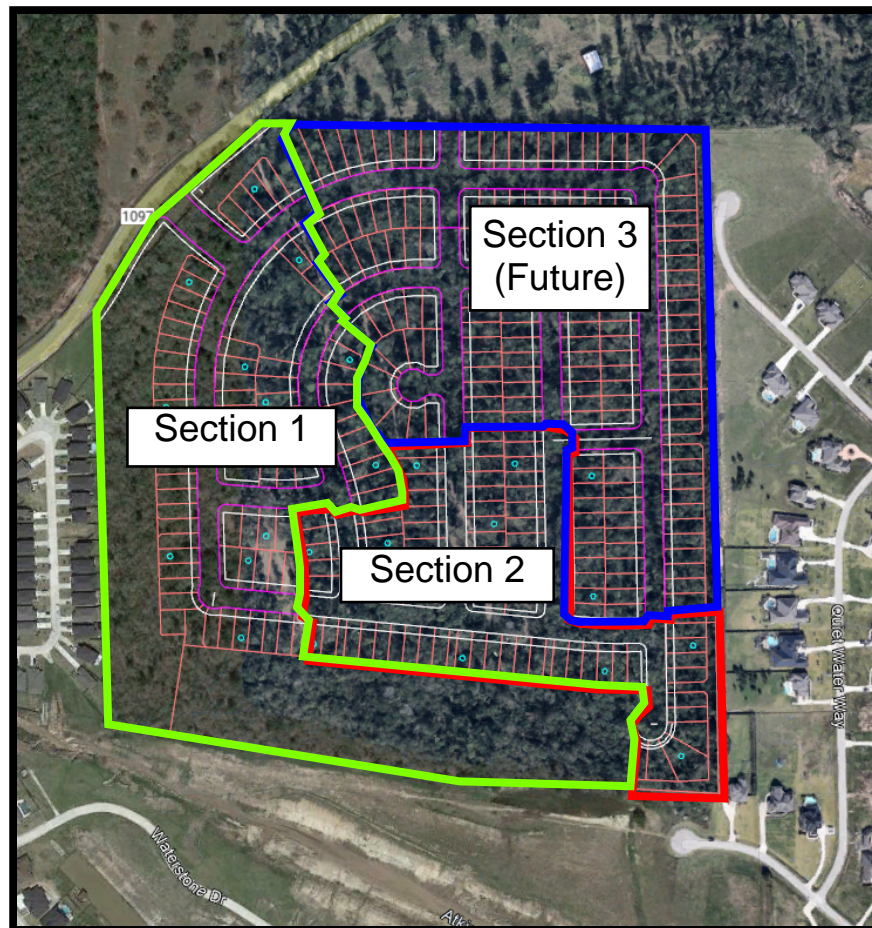 1097
Section 3
(Future)
Section 1
Section 2
Quiet Water Way
Waterstone Dr